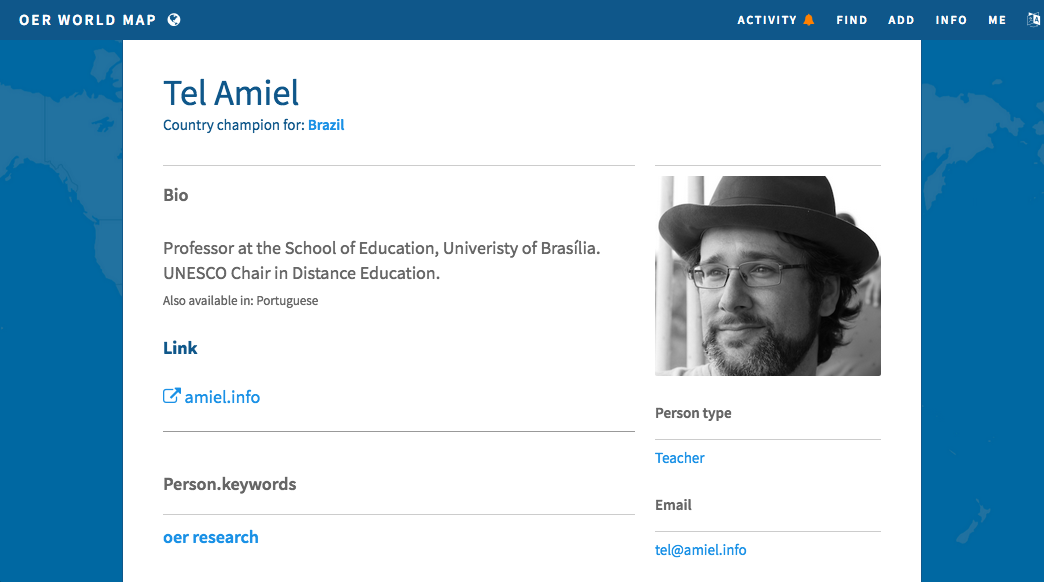 OER WORLD MAP
ACTIVITY FIND ADD INFO ME
Tel Amiel
Country champion for: Brazil
Bio
Professor at the School of Education, Univeristy of Brasília.
UNESCO Chair in Distance Education.
Also available in: Portuguese
Link
amiel.info
Person.keywords
oer research
Person type
Teacher
Email
tel@amiel.info